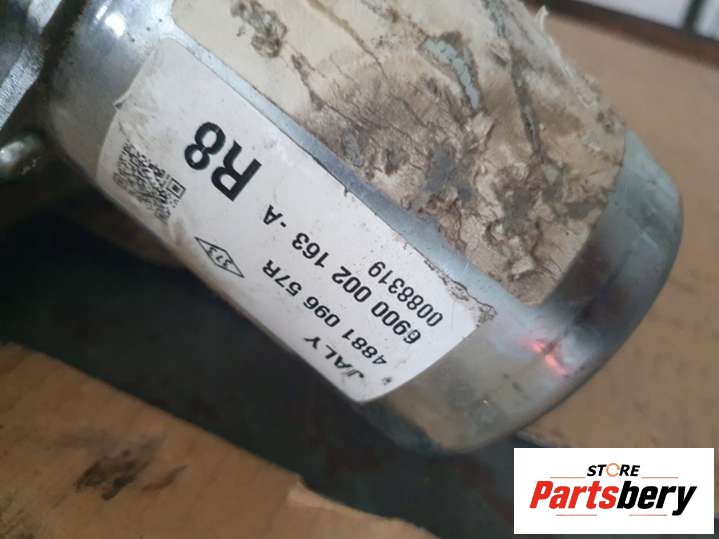 R8
JALY
4881 096 57R
6900 002 163 -A
0088319
STORE
Partsbery